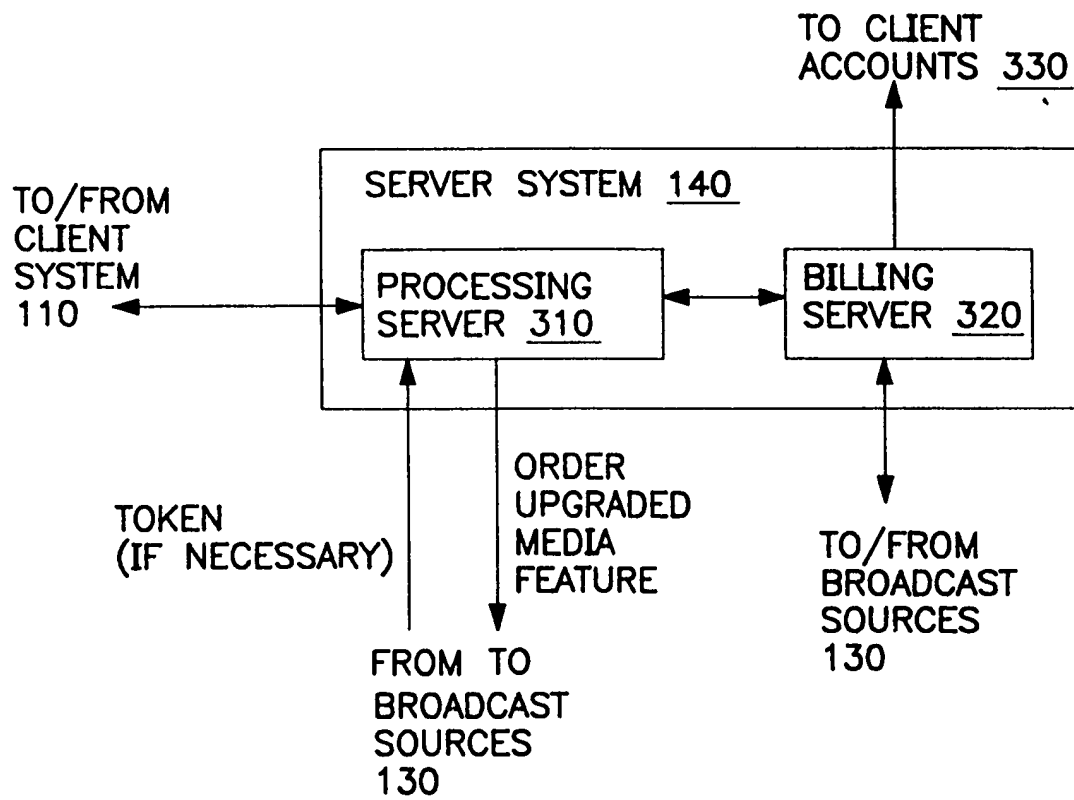 TO CLIENT
ACCOUNTS 330
SERVER SYSTEM 140
TO/FROM
CLIENT
SYSTEM
110
PROCESSING
SERVER 310
BILLING
SERVER 320
TOKEN
(IF NECESSARY)
ORDER
UPGRADED
MEDIA
FEATURE
FROM TO
BROADCAST
SOURCES
130
TO/FROM
BROADCAST
SOURCES
130